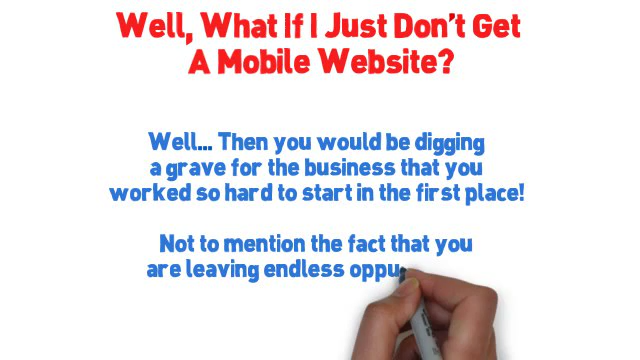 Well, What If I Just Don't Get
A Mobile Website?
Well... Then you would be digging
a grave for the business that you
worked so hard to start in the first place!
Not to mention the fact that you
are leaving endless oppu